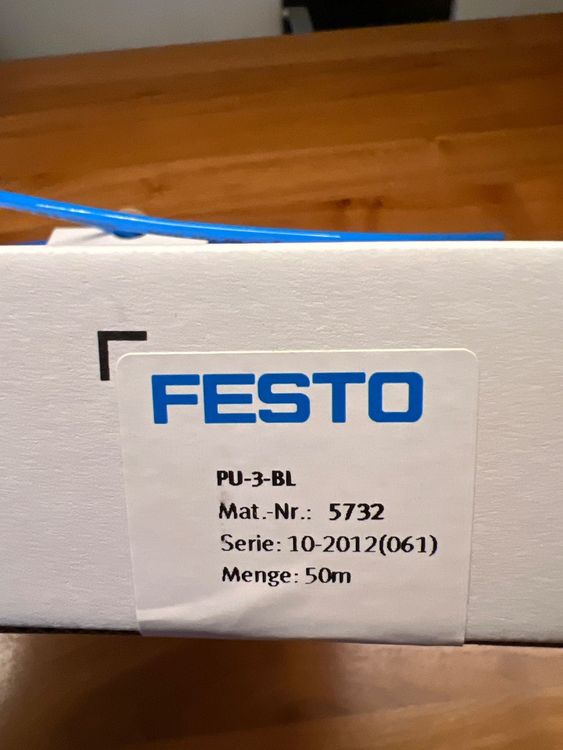 FESTO
PU-3-BL
Mat.-Nr.: 5732
Serie: 10-2012(061)
Menge: 50m